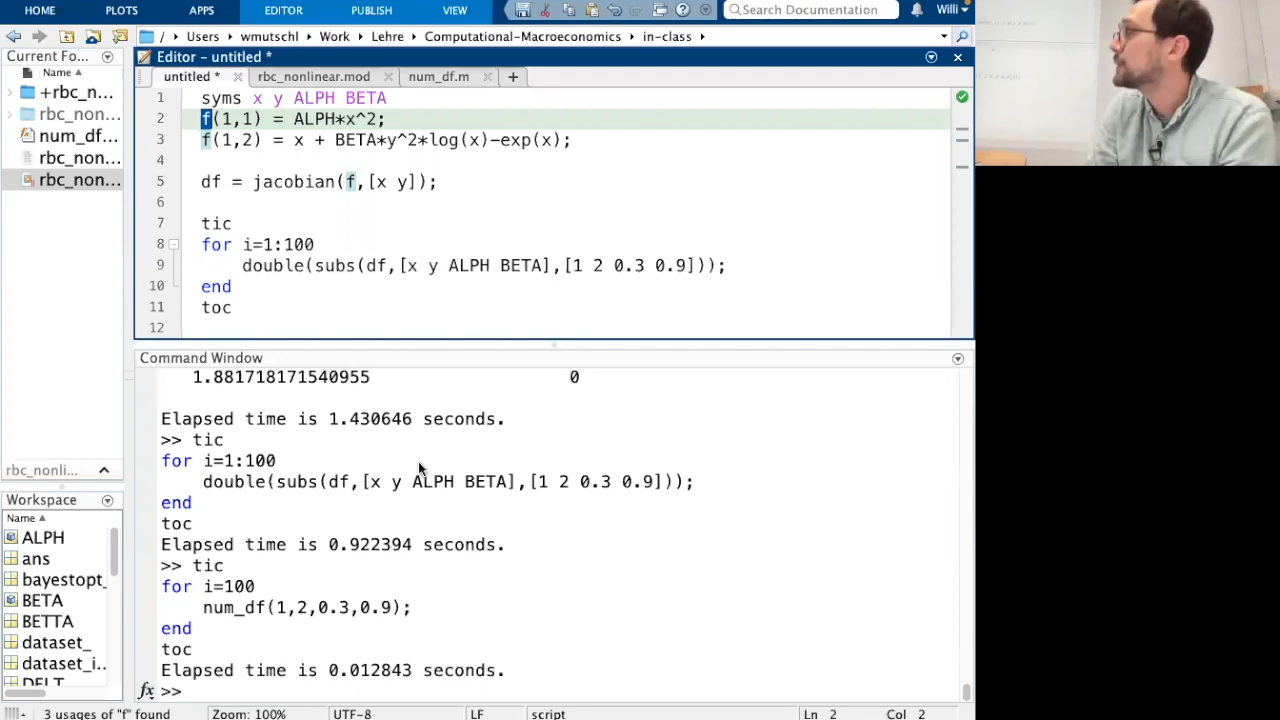 HOME PLOTS APPS EDITOR PUBLISH VIEW Search Documentation Willi
/ Users wmutschl Work Lehre Computational-Macroeconomics in-class
Current Fo...
Name
+rbc_n...
rbc_non...
num_df...
rbc_non...
rbc_non...
rbc_nonli...
Workspace
Name
ALPH
ans
bayestopt_
BETA
BETTA
dataset_
dataset_i..
DELT
Editor - untitled *
untitled * rbc_nonlinear.mod num_df.m +
1 syms x y ALPH BETA
2 f(1,1) = ALPH*x^2;
3 f(1,2) = x + BETA*y^2*log(x)-exp(x);
4
5 df = jacobian(f,[x y]);
6
7 tic
8 for i=1:100
9 double(subs(df,[x y ALPH BETA],[1 2 0.3 0.9]));
10 end
11 toc
12
Command Window
1.881718171540955 0
Elapsed time is 1.430646 seconds.
>> tic
for i=1:100
double(subs(df,[x y ALPH BETA],[1 2 0.3 0.9]));
end
toc
Elapsed time is 0.922394 seconds.
>> tic
for i=100
num_df(1,2,0.3,0.9);
end
toc
Elapsed time is 0.012843 seconds.
fx >>
3 usages of "f" found Zoom: 100% UTF-8 LF script Ln 2 Col 2